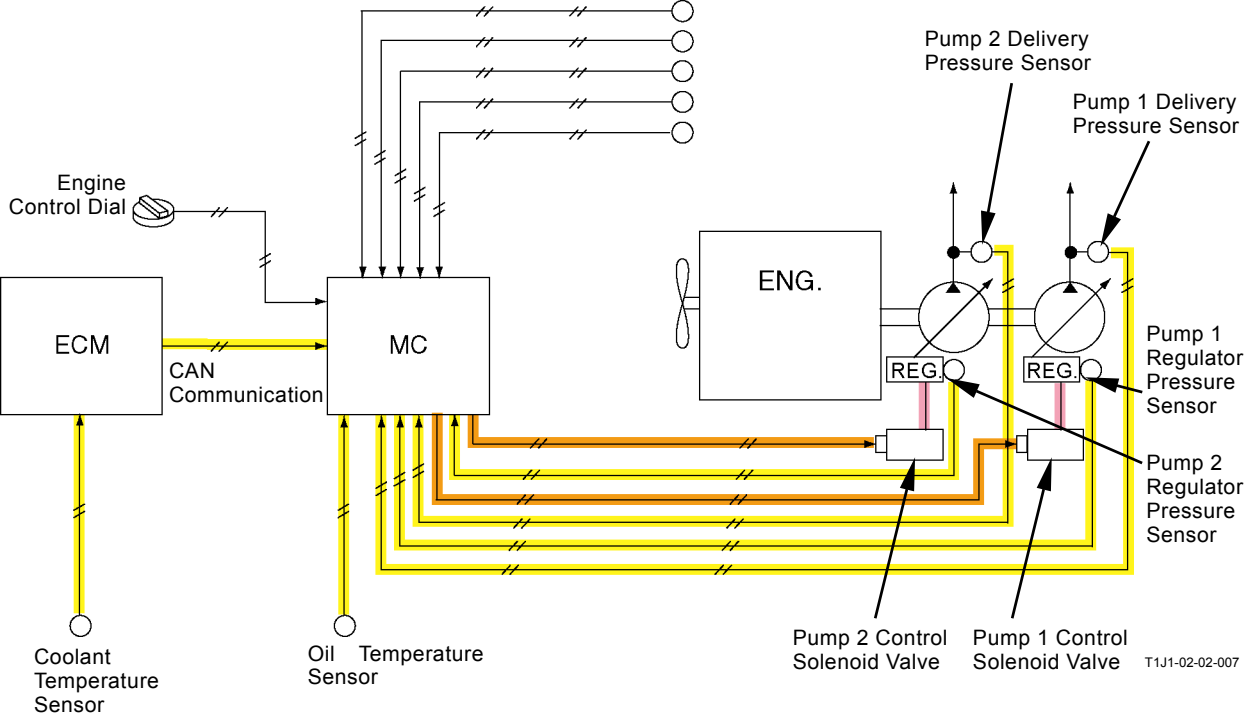 Pump 2 Delivery
Pressure Sensor
Pump 1 Delivery
Pressure Sensor
Engine
Control Dial
ENG.
ECM
MC
CAN
Communication
REG.
REG.
Pump 1
Regulator
Pressure
Sensor
Pump 2
Regulator
Pressure
Sensor
Coolant
Temperature
Sensor
Oil Temperature
Sensor
Pump 2 Control
Solenoid Valve
Pump 1 Control
Solenoid Valve
T1J1-02-02-007